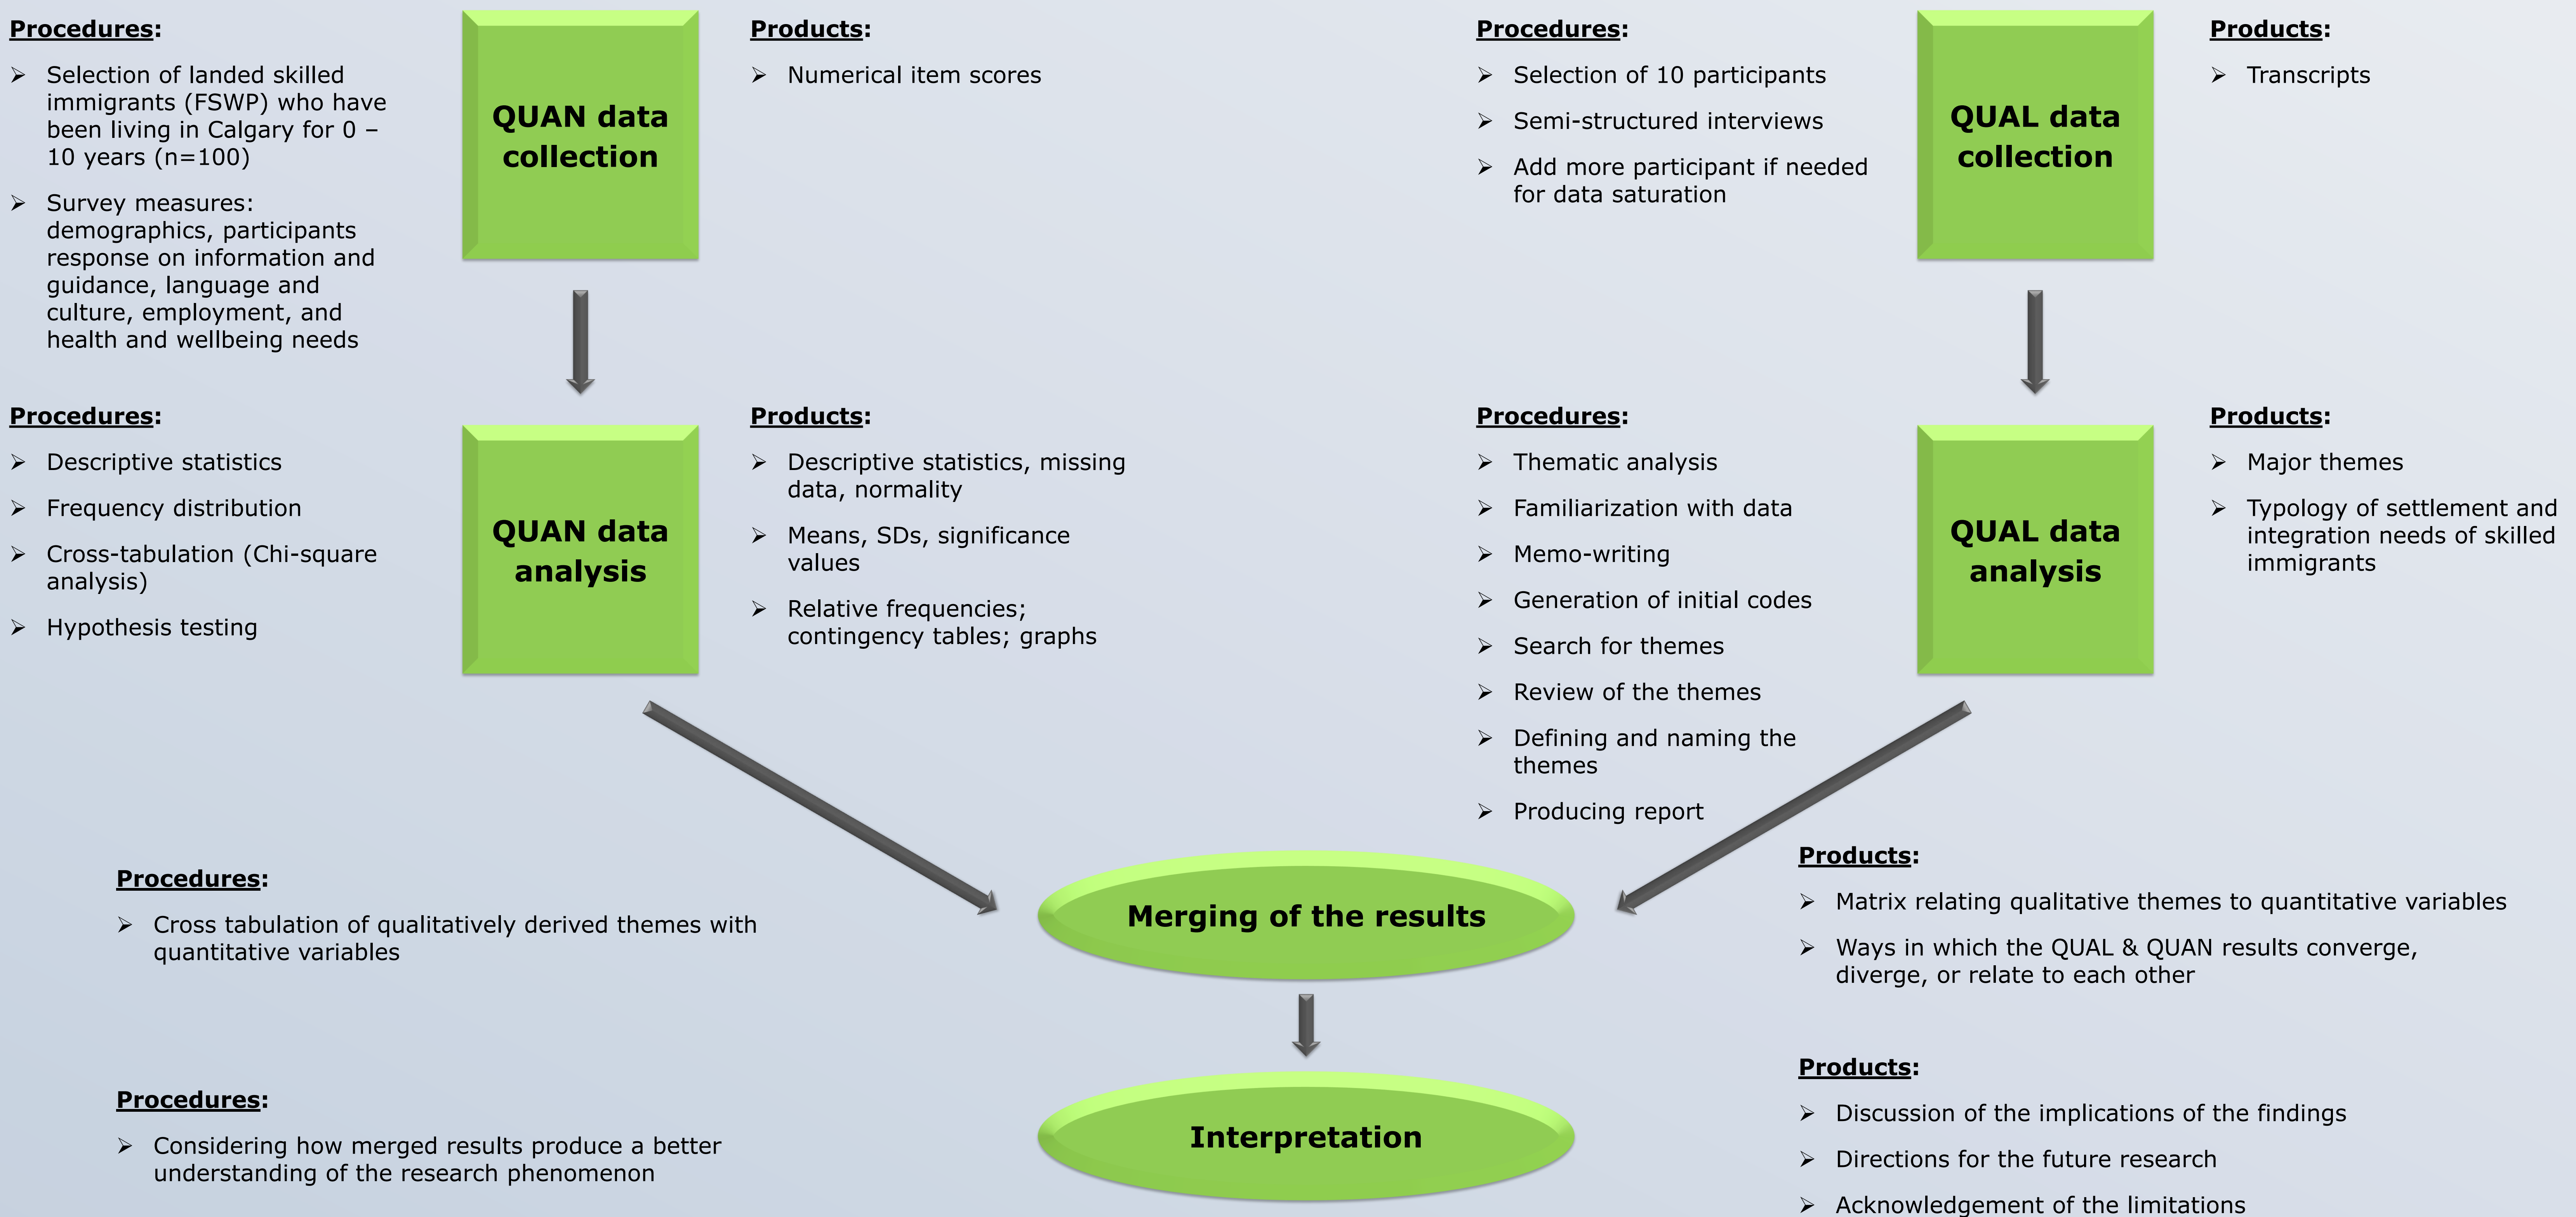 Procedures:
➢ Selection of landed skilled
immigrants (FSWP) who have
been living in Calgary for 0 –
10 years (n=100)
➢ Survey measures:
demographics, participants
response on information and
guidance, language and
culture, employment, and
health and wellbeing needs
QUAN data
collection
Products:
➢ Numerical item scores
Procedures:
➢ Selection of 10 participants
➢ Semi-structured interviews
➢ Add more participant if needed
for data saturation
QUAL data
collection
Products:
➢ Transcripts
Procedures:
➢ Descriptive statistics
➢ Frequency distribution
➢ Cross-tabulation (Chi-square
analysis)
➢ Hypothesis testing
QUAN data
analysis
Products:
➢ Descriptive statistics, missing
data, normality
➢ Means, SDs, significance
values
➢ Relative frequencies;
contingency tables; graphs
Procedures:
➢ Thematic analysis
➢ Familiarization with data
➢ Memo-writing
➢ Generation of initial codes
➢ Search for themes
➢ Review of the themes
➢ Defining and naming the
themes
➢ Producing report
QUAL data
analysis
Products:
➢ Major themes
➢ Typology of settlement and
integration needs of skilled
immigrants
Procedures:
➢ Cross tabulation of qualitatively derived themes with
quantitative variables
Merging of the results
Products:
➢ Matrix relating qualitative themes to quantitative variables
➢ Ways in which the QUAL & QUAN results converge,
diverge, or relate to each other
Procedures:
➢ Considering how merged results produce a better
understanding of the research phenomenon
Interpretation
Products:
➢ Discussion of the implications of the findings
➢ Directions for the future research
➢ Acknowledgement of the limitations